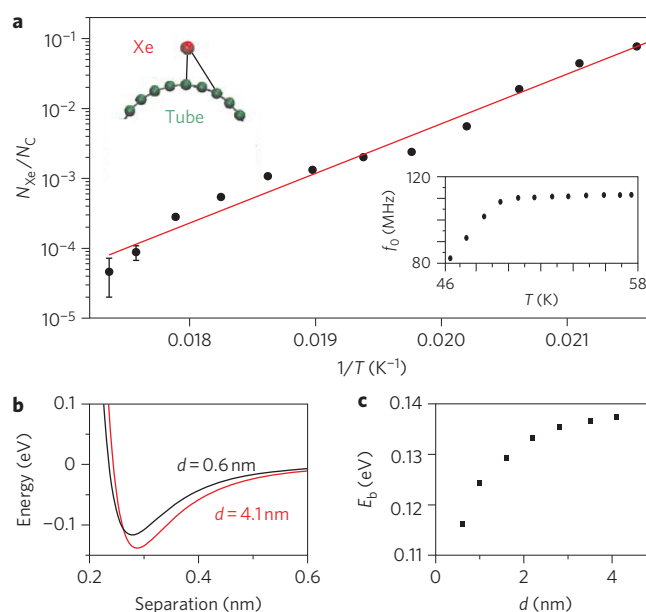 a
10⁻¹
10⁻²
10⁻³
10⁻⁴
10⁻⁵
N_Xe/N_C
Xe
Tube
110
80
f₀ (MHz)
46
58
T (K)
0.018
0.019
0.020
0.021
1/T (K⁻¹)
b
0.1
0
−0.1
Energy (eV)
d = 0.6 nm
d = 4.1 nm
0.2
0.4
0.6
Separation (nm)
c
0.14
0.13
0.12
0.11
E_b (eV)
0
2
4
d (nm)